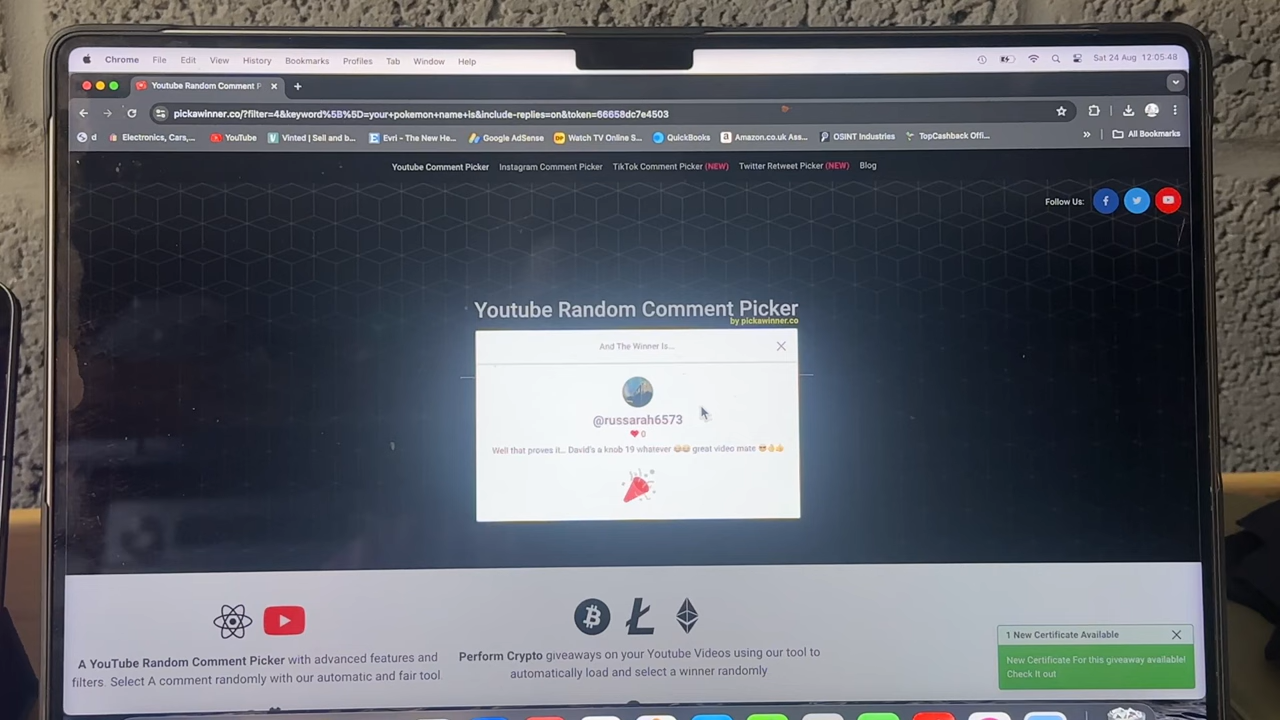 Chrome File Edit View History Bookmarks Profiles Tab Window Help Sat 24 Aug 12:05:48
Youtube Random Comment P
pickawinner.co/?filter=4&keyword%5B%5D=your+pokemon+name+is&include-replies=on&token=66658dc7e4503
d Electronics, Cars,... YouTube Vinted | Sell and b... Evri - The New He... Google AdSense Watch TV Online S... QuickBooks Amazon.co.uk Ass... OSINT Industries TopCashback Offi... » All Bookmarks
Youtube Comment Picker Instagram Comment Picker TikTok Comment Picker (NEW) Twitter Retweet Picker (NEW) Blog
Follow Us:
Youtube Random Comment Picker
by pickawinner.co
And The Winner Is...
@russarah6573
0
Well that proves it... David's a knob 19 whatever 😂😂 great video mate 😎👌👍
A YouTube Random Comment Picker with advanced features and
filters. Select A comment randomly with our automatic and fair tool
Perform Crypto giveaways on your Youtube Videos using our tool to
automatically load and select a winner randomly
1 New Certificate Available
New Certificate For this giveaway available!
Check It out